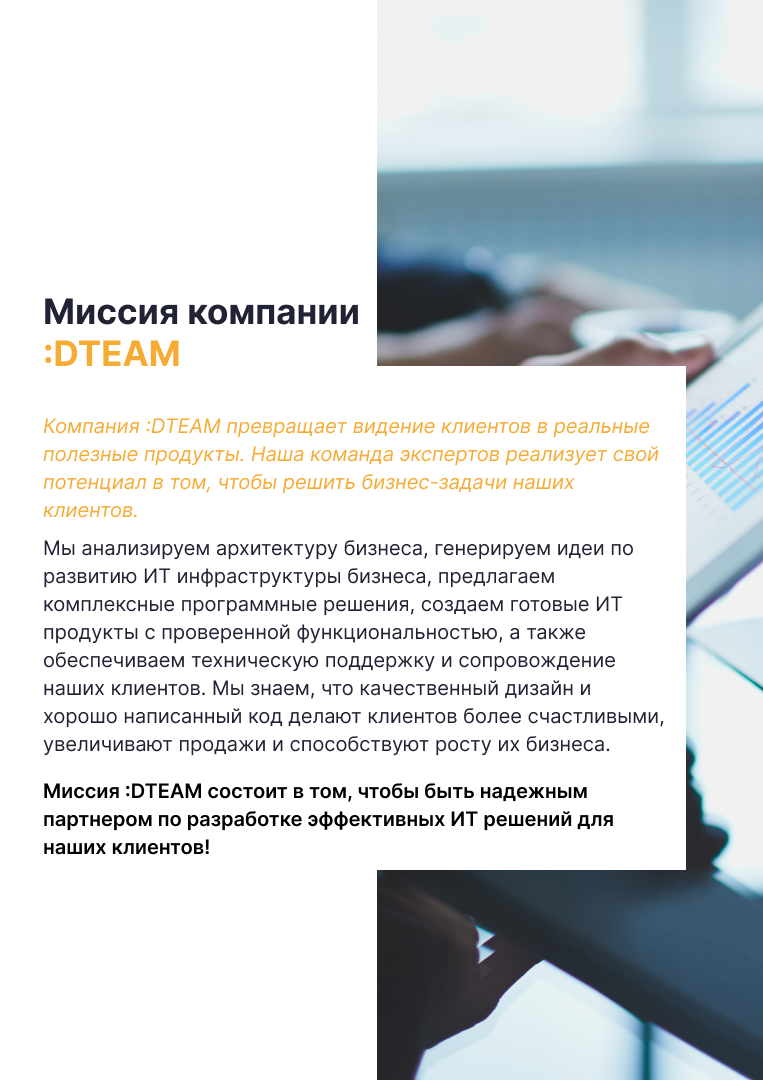 Миссия компании
:DTEAM
Компания :DTEAM превращает видение клиентов в реальные
полезные продукты. Наша команда экспертов реализует свой
потенциал в том, чтобы решить бизнес-задачи наших
клиентов.
Мы анализируем архитектуру бизнеса, генерируем идеи по
развитию ИТ инфраструктуры бизнеса, предлагаем
комплексные программные решения, создаем готовые ИТ
продукты с проверенной функциональностью, а также
обеспечиваем техническую поддержку и сопровождение
наших клиентов. Мы знаем, что качественный дизайн и
хорошо написанный код делают клиентов более счастливыми,
увеличивают продажи и способствуют росту их бизнеса.
Миссия :DTEAM состоит в том, чтобы быть надежным
партнером по разработке эффективных ИТ решений для
наших клиентов!